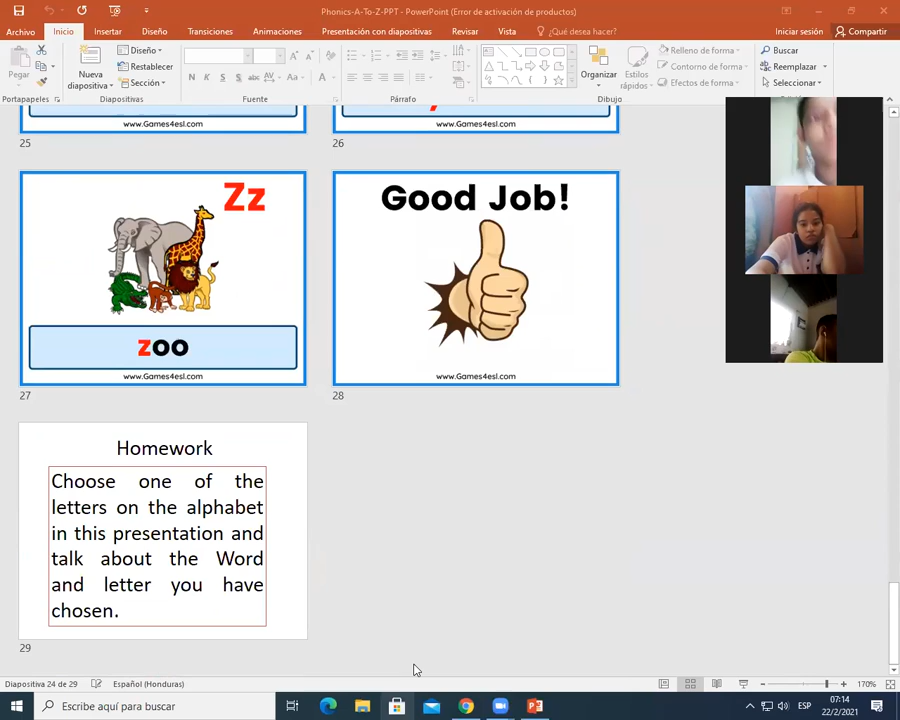 Phonics-A-To-Z-PPT - PowerPoint (Error de activación de productos)
Archivo Inicio Insertar Diseño Transiciones Animaciones Presentación con diapositivas Revisar Vista ¿Qué desea hacer? Iniciar sesión Compartir
Pegar
Nueva diapositiva
Diseño
Restablecer
Sección
N K S S abc AV Aa A
Organizar
Estilos rápidos
Relleno de forma
Contorno de forma
Efectos de forma
Buscar
Reemplazar
Seleccionar
Portapapeles Diapositivas Fuente Párrafo Dibujo Edición
www.Games4esl.com
www.Games4esl.com
25
26
Zz
zoo
www.Games4esl.com
27
Good Job!
www.Games4esl.com
28
Homework
Choose one of the
letters on the alphabet
in this presentation and
talk about the Word
and letter you have
chosen.
29
Diapositiva 24 de 29 Español (Honduras) 170%
Escribe aquí para buscar
ESP
07:14
22/2/2021